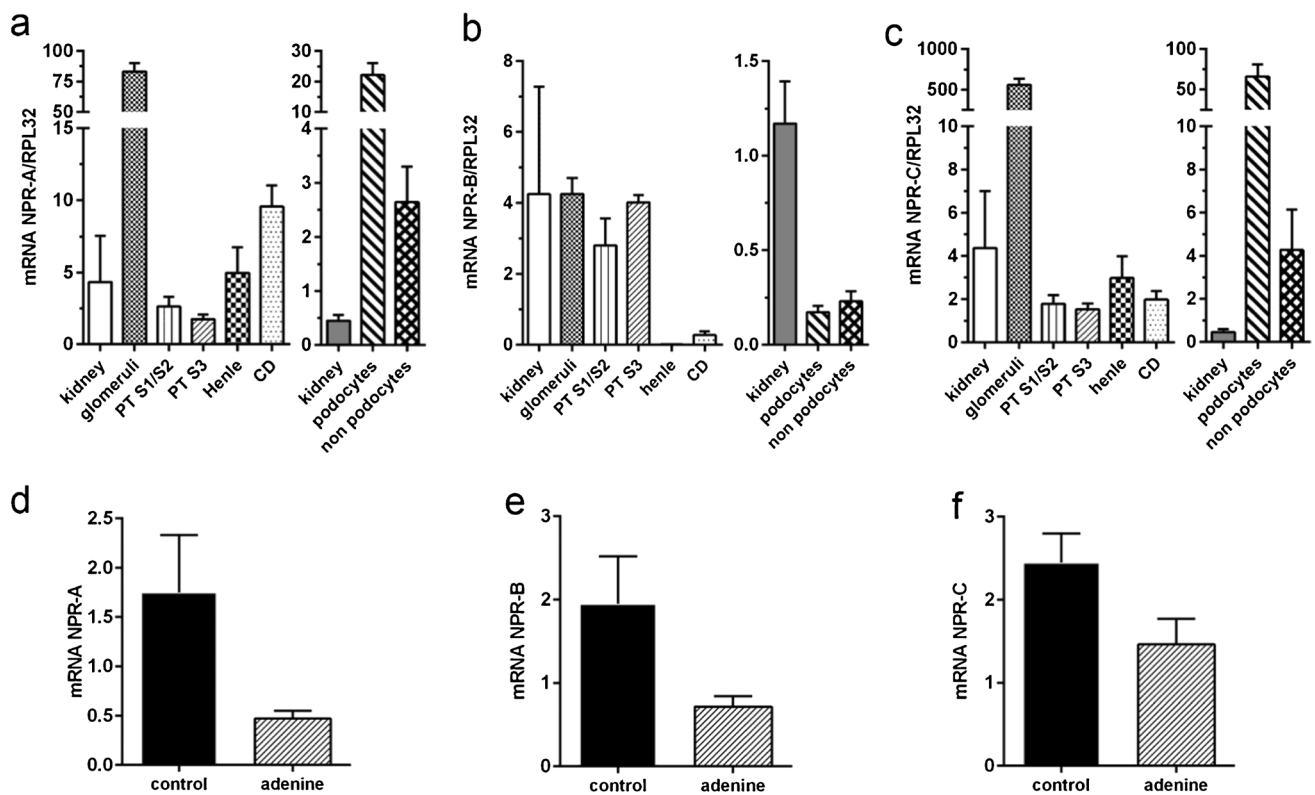 a
mRNA NPR-A/RPL32
100
75
50
15
10
5
0
kidney
glomeruli
PT S1/S2
PT S3
Henle
CD
30
20
10
4
3
2
1
0
kidney
podocytes
non podocytes
b
mRNA NPR-B/RPL32
8
6
4
2
0
kidney
glomeruli
PT S1/S2
PT S3
henle
CD
1.5
1.0
0.5
0.0
kidney
podocytes
non podocytes
c
mRNA NPR-C/RPL32
1000
500
10
8
6
4
2
0
kidney
glomeruli
PT S1/S2
PT S3
henle
CD
100
50
10
8
6
4
2
0
kidney
podocytes
non podocytes
d
mRNA NPR-A
2.5
2.0
1.5
1.0
0.5
0.0
control
adenine
e
mRNA NPR-B
3
2
1
0
control
adenine
f
mRNA NPR-C
3
2
1
0
control
adenine